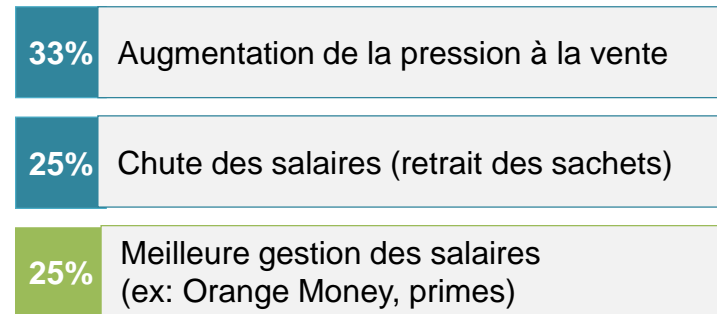 33% Augmentation de la pression à la vente
25% Chute des salaires (retrait des sachets)
25% Meilleure gestion des salaires
(ex: Orange Money, primes)